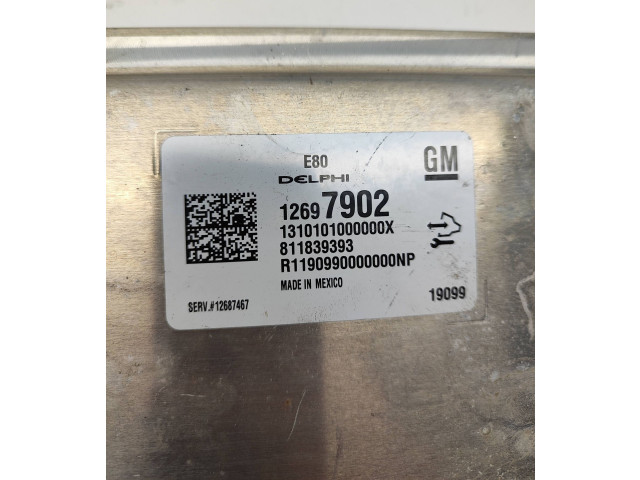 E80
DELPHI
GM
12697902
1310101000000X
811839393
R1190990000000NP
MADE IN MEXICO
SERV.#12687467
19099